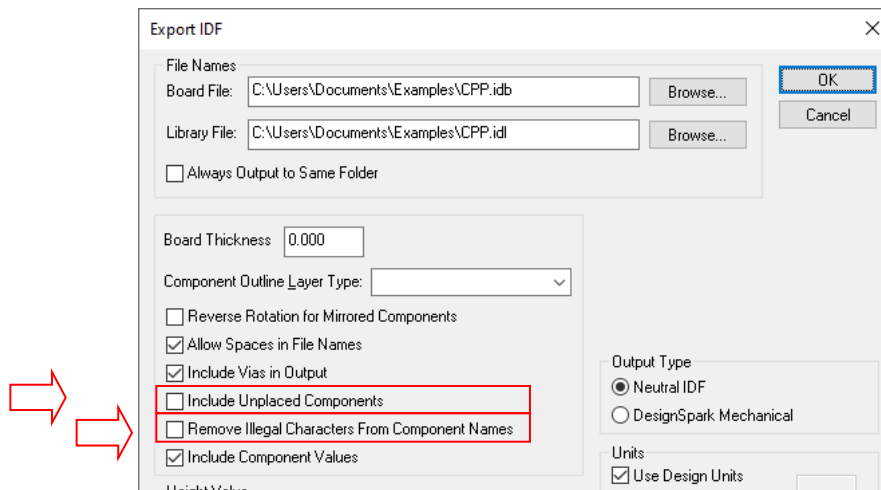 Export IDF
File Names
Board File: C:\Users\Documents\Examples\CPP.idb Browse...
OK
Library File: C:\Users\Documents\Examples\CPP.idl Browse...
Cancel
Always Output to Same Folder
Board Thickness 0.000
Component Outline Layer Type:
Reverse Rotation for Mirrored Components
Allow Spaces in File Names
Include Vias in Output
Include Unplaced Components
Remove Illegal Characters From Component Names
Include Component Values
Output Type
Neutral IDF
DesignSpark Mechanical
Units
Use Design Units
Height Value